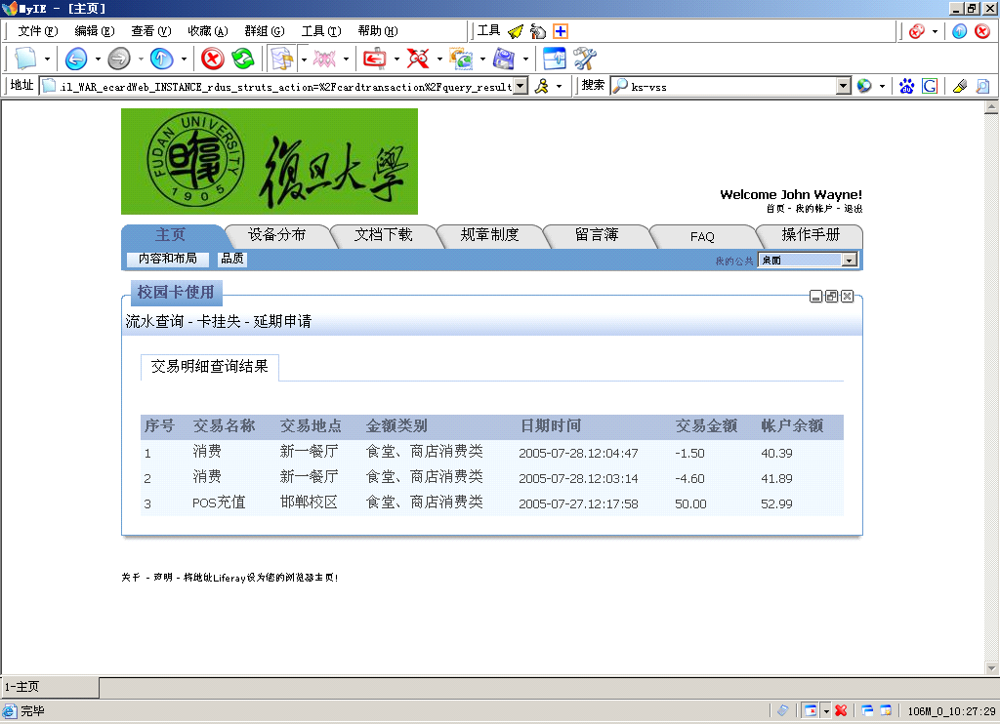 MyIE - [主页]
文件(F) 编辑(E) 查看(V) 收藏(A) 群组(G) 工具(T) 帮助(H) 工具
地址 .il_WAR_ecardWeb_INSTANCE_rdus_struts_action=%2Fcardtransaction%2Fquery_result 搜索 ks-vss
FUDAN UNIVERSITY
1905
復旦大學
Welcome John Wayne!
首页 - 我的帐户 - 退出
主页 设备分布 文档下载 规章制度 留言簿 FAQ 操作手册
内容和布局 品质 我的公共 桌面
校园卡使用
流水查询 - 卡挂失 - 延期申请
交易明细查询结果
序号 交易名称 交易地点 金额类别 日期时间 交易金额 帐户余额
1 消费 新一餐厅 食堂、商店消费类 2005-07-28.12:04:47 -1.50 40.39
2 消费 新一餐厅 食堂、商店消费类 2005-07-28.12:03:14 -4.60 41.89
3 POS充值 邯郸校区 食堂、商店消费类 2005-07-27.12:17:58 50.00 52.99
关于 - 声明 - 将地址Liferay设为您的浏览器主页!
1-主页
完毕 106M_0_10:27:29